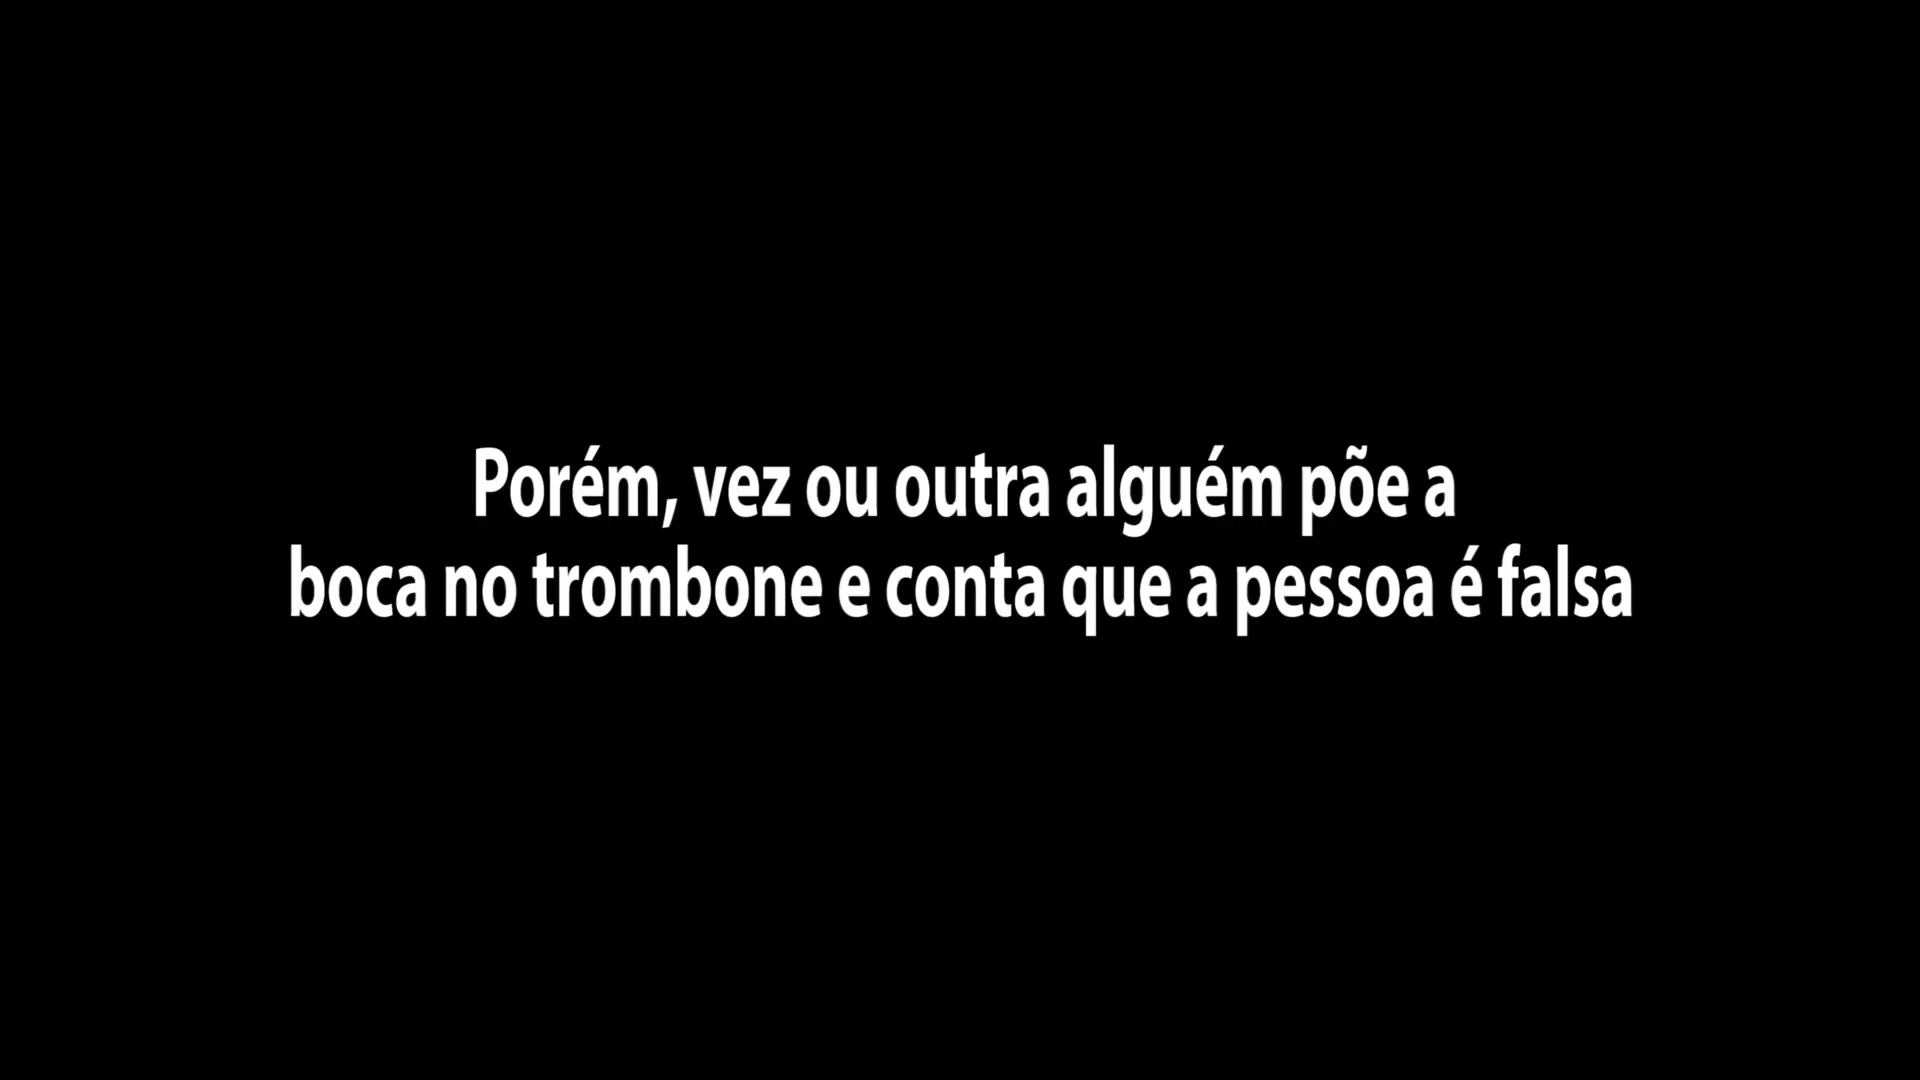 Porém, vez ou outra alguém põe a
boca no trombone e conta que a pessoa é falsa